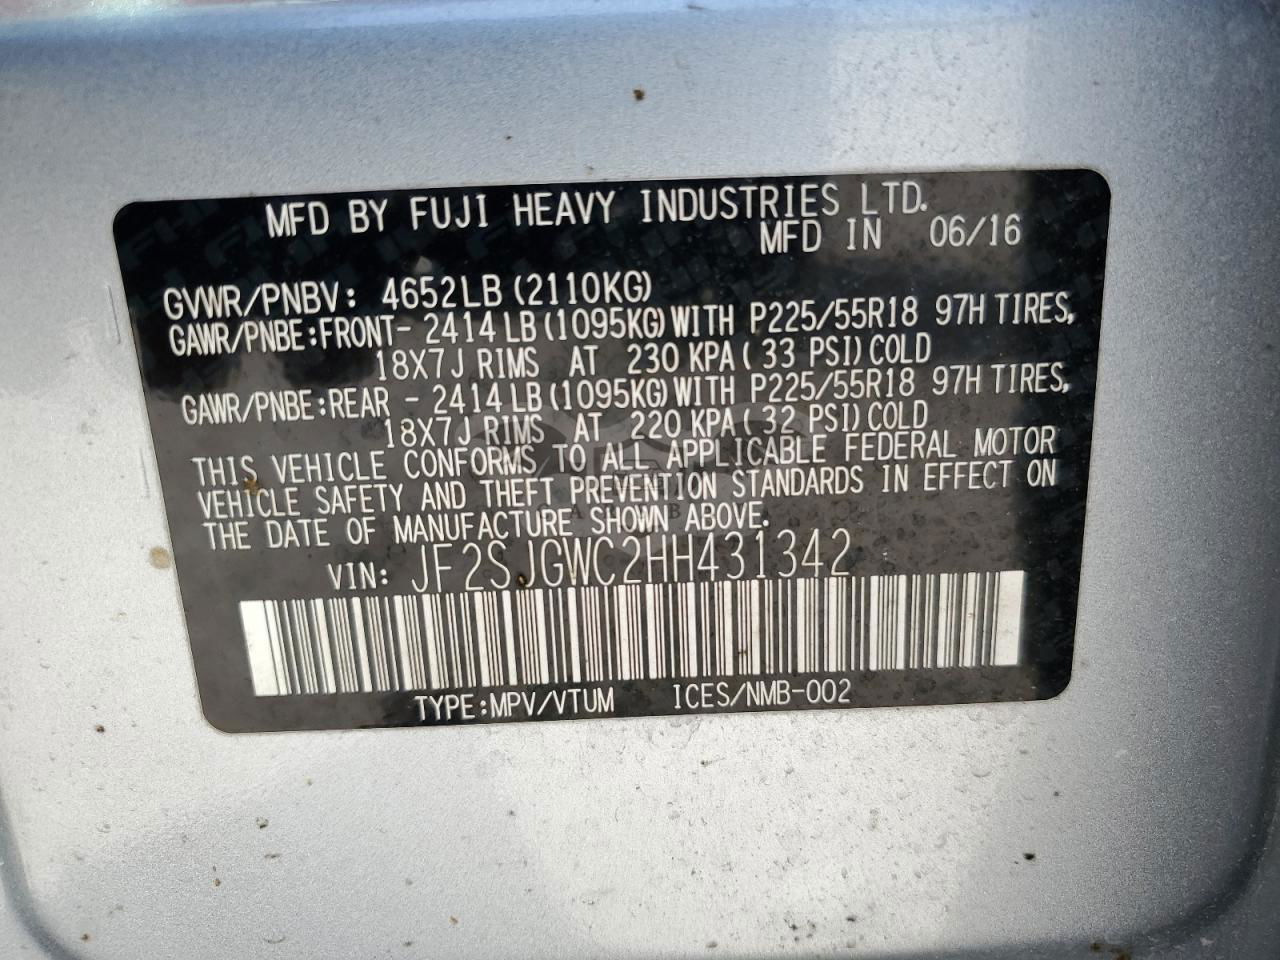 MFD BY FUJI HEAVY INDUSTRIES LTD.
MFD IN 06/16
GVWR/PNBV: 4652LB (2110KG)
GAWR/PNBE:FRONT- 2414 LB (1095KG) WITH P225/55R18 97H TIRES,
18X7J RIMS AT 230 KPA ( 33 PSI) COLD
GAWR/PNBE:REAR - 2414 LB (1095KG) WITH P225/55R18 97H TIRES,
18X7J RIMS AT 220 KPA ( 32 PSI) COLD
THIS VEHICLE CONFORMS TO ALL APPLICABLE FEDERAL MOTOR
VEHICLE SAFETY AND THEFT PREVENTION STANDARDS IN EFFECT ON
THE DATE OF MANUFACTURE SHOWN ABOVE.
VIN: JF2SJGWC2HH431342
TYPE:MPV/VTUM ICES/NMB-002